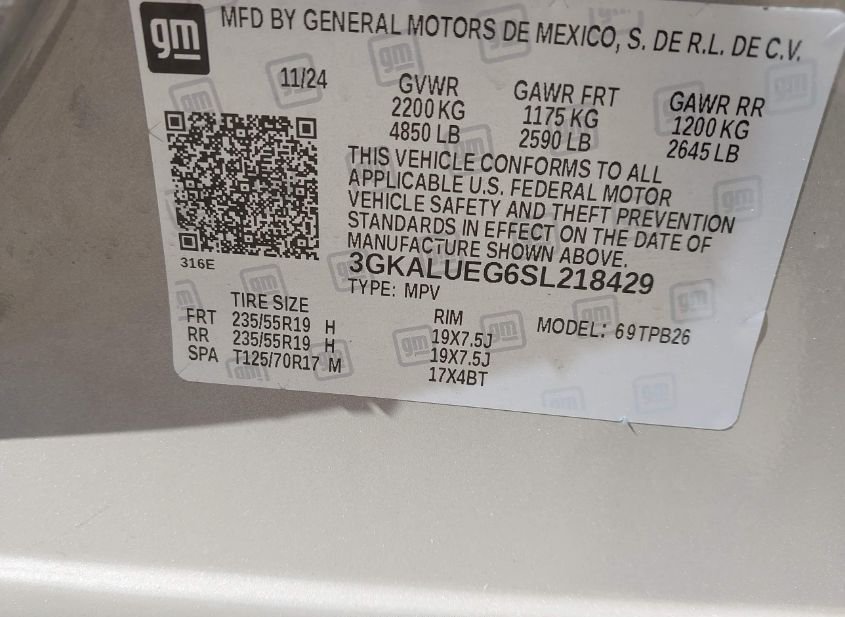 gm
MFD BY GENERAL MOTORS DE MEXICO, S. DE R.L. DE C.V.
11/24
GVWR
2200 KG
4850 LB
GAWR FRT
1175 KG
2590 LB
GAWR RR
1200 KG
2645 LB
THIS VEHICLE CONFORMS TO ALL
APPLICABLE U.S. FEDERAL MOTOR
VEHICLE SAFETY AND THEFT PREVENTION
STANDARDS IN EFFECT ON THE DATE OF
MANUFACTURE SHOWN ABOVE.
316E
3GKALUEG6SL218429
TYPE: MPV
TIRE SIZE
FRT 235/55R19 H
RR 235/55R19 H
SPA T125/70R17 M
RIM
19X7.5J
19X7.5J
17X4BT
MODEL: 69TPB26